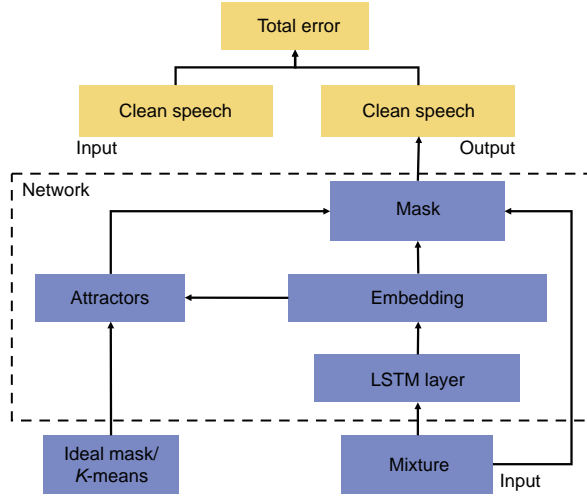 Total error
Clean speech
Clean speech
Input
Output
Network
Mask
Attractors
Embedding
LSTM layer
Ideal mask/
K-means
Mixture
Input